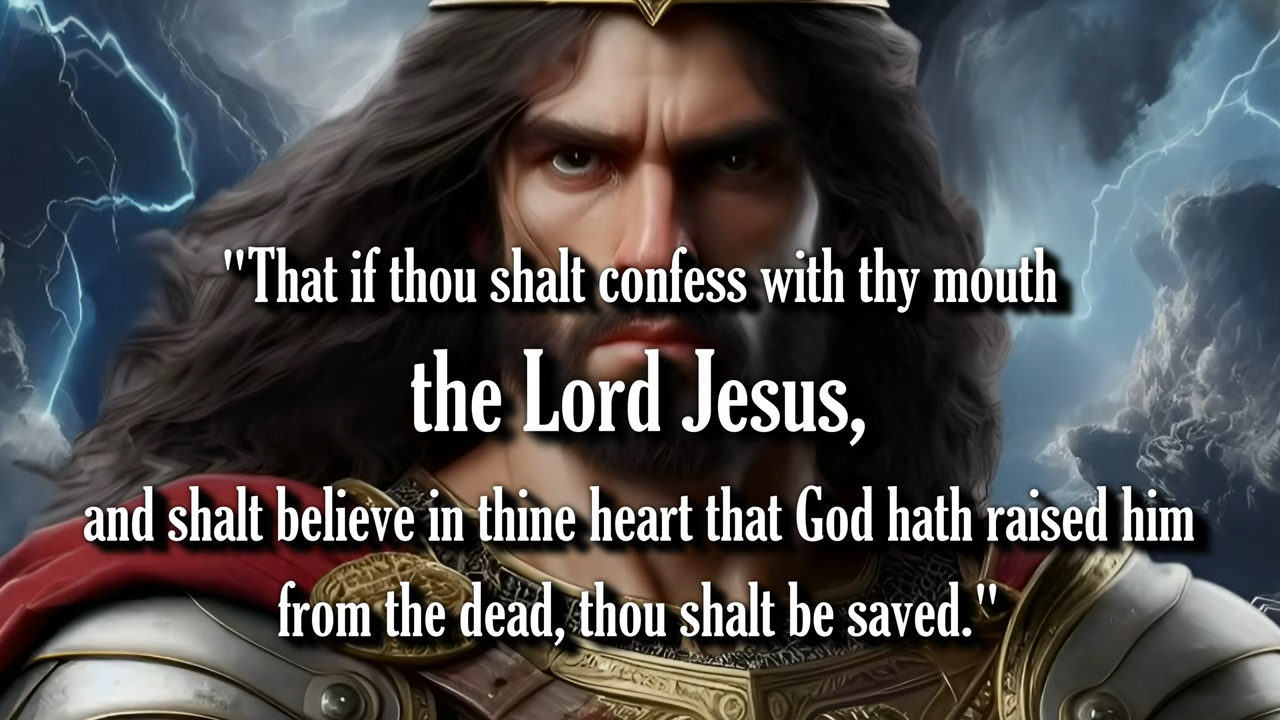 "That if thou shalt confess with thy mouth
the Lord Jesus,
and shalt believe in thine heart that God hath raised him
from the dead, thou shalt be saved."